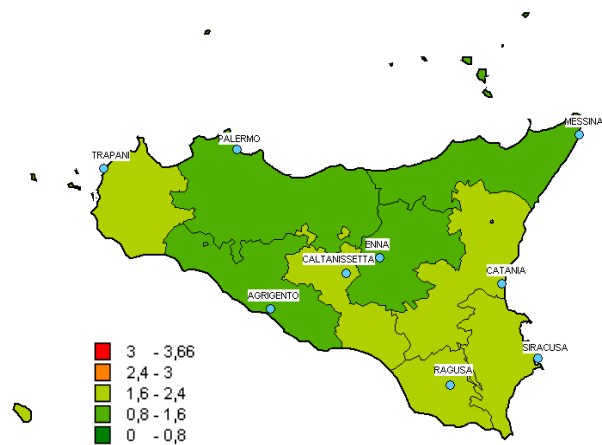 MESSINA
PALERMO
TRAPANI
ENNA
CALTANISSETTA
CATANIA
AGRIGENTO
SIRACUSA
RAGUSA
3 - 3,66
2,4 - 3
1,6 - 2,4
0,8 - 1,6
0 - 0,8